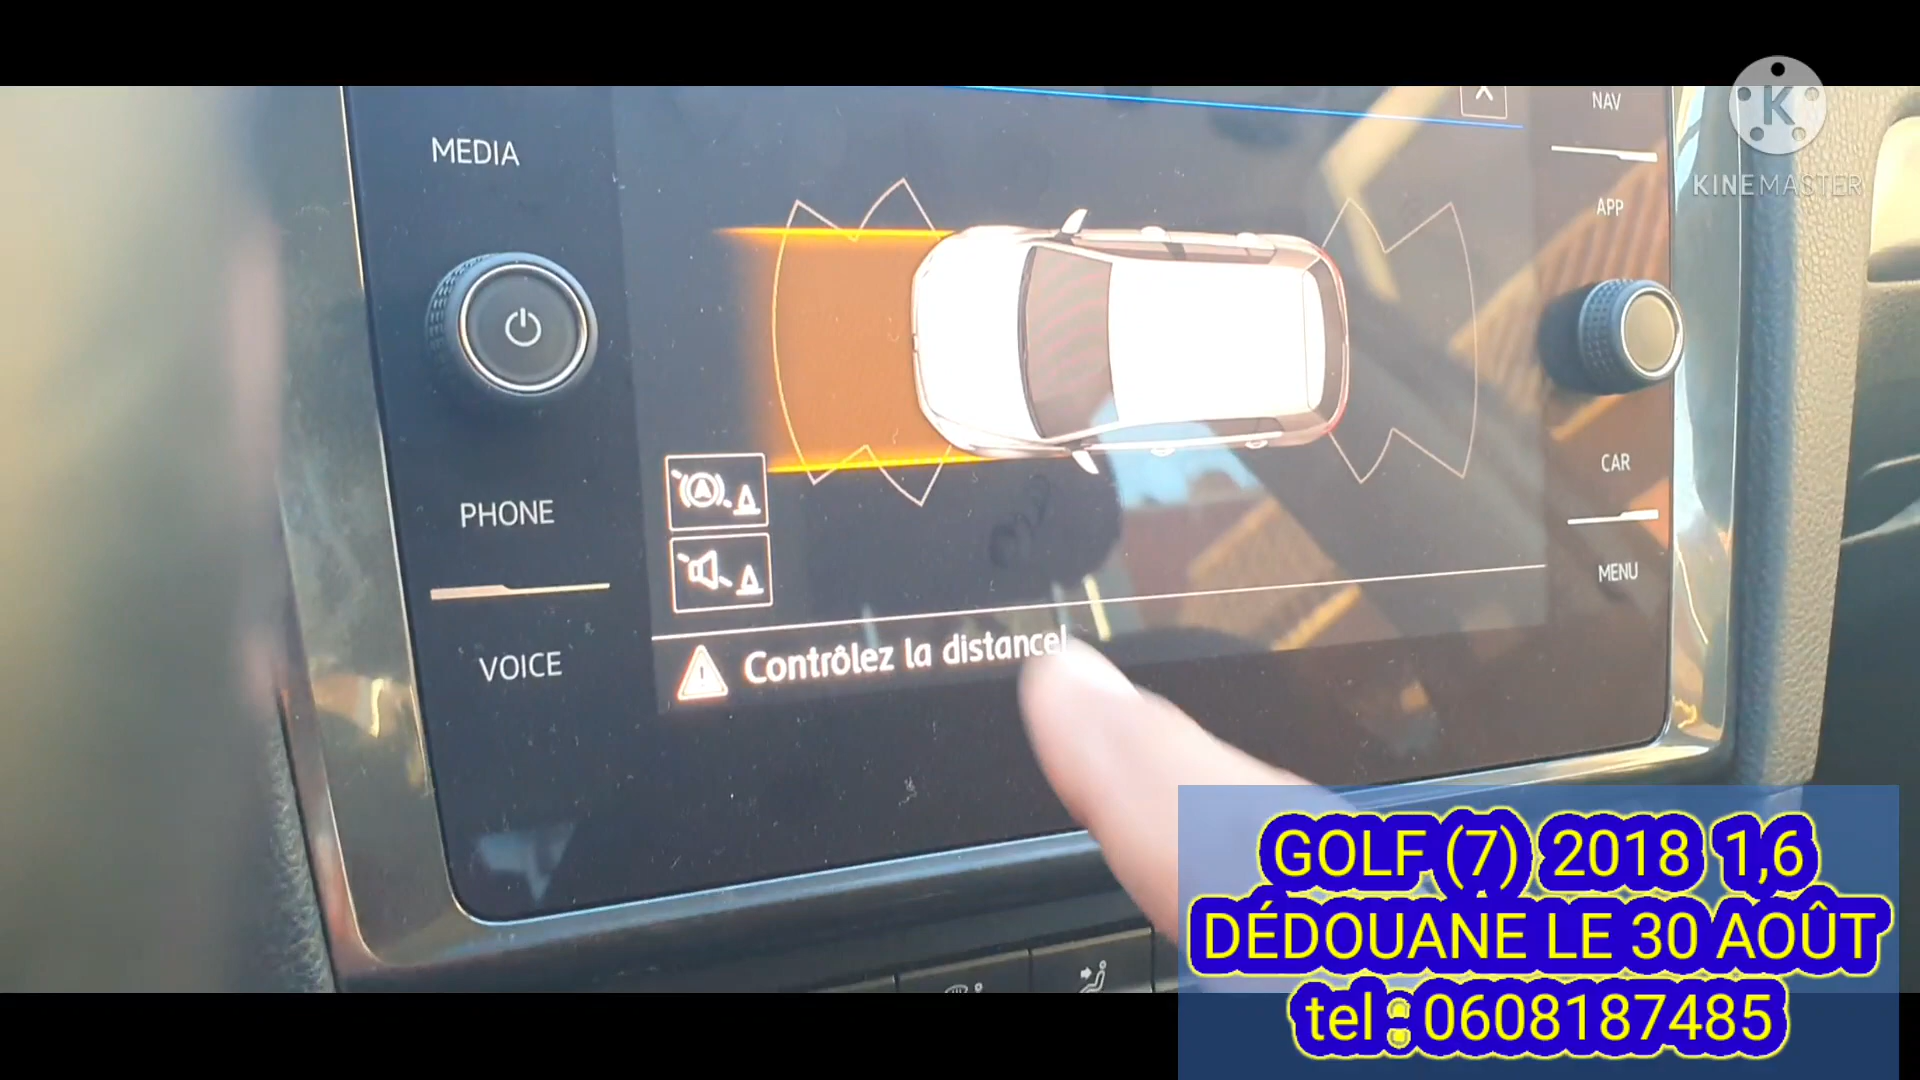 NAV
MEDIA
K
KINEMASTER
APP
CAR
PHONE
MENU
VOICE
Contrôlez la distance!
GOLF (7) 2018 1,6
DÉDOUANE LE 30 AOÛT
tel : 0608187485